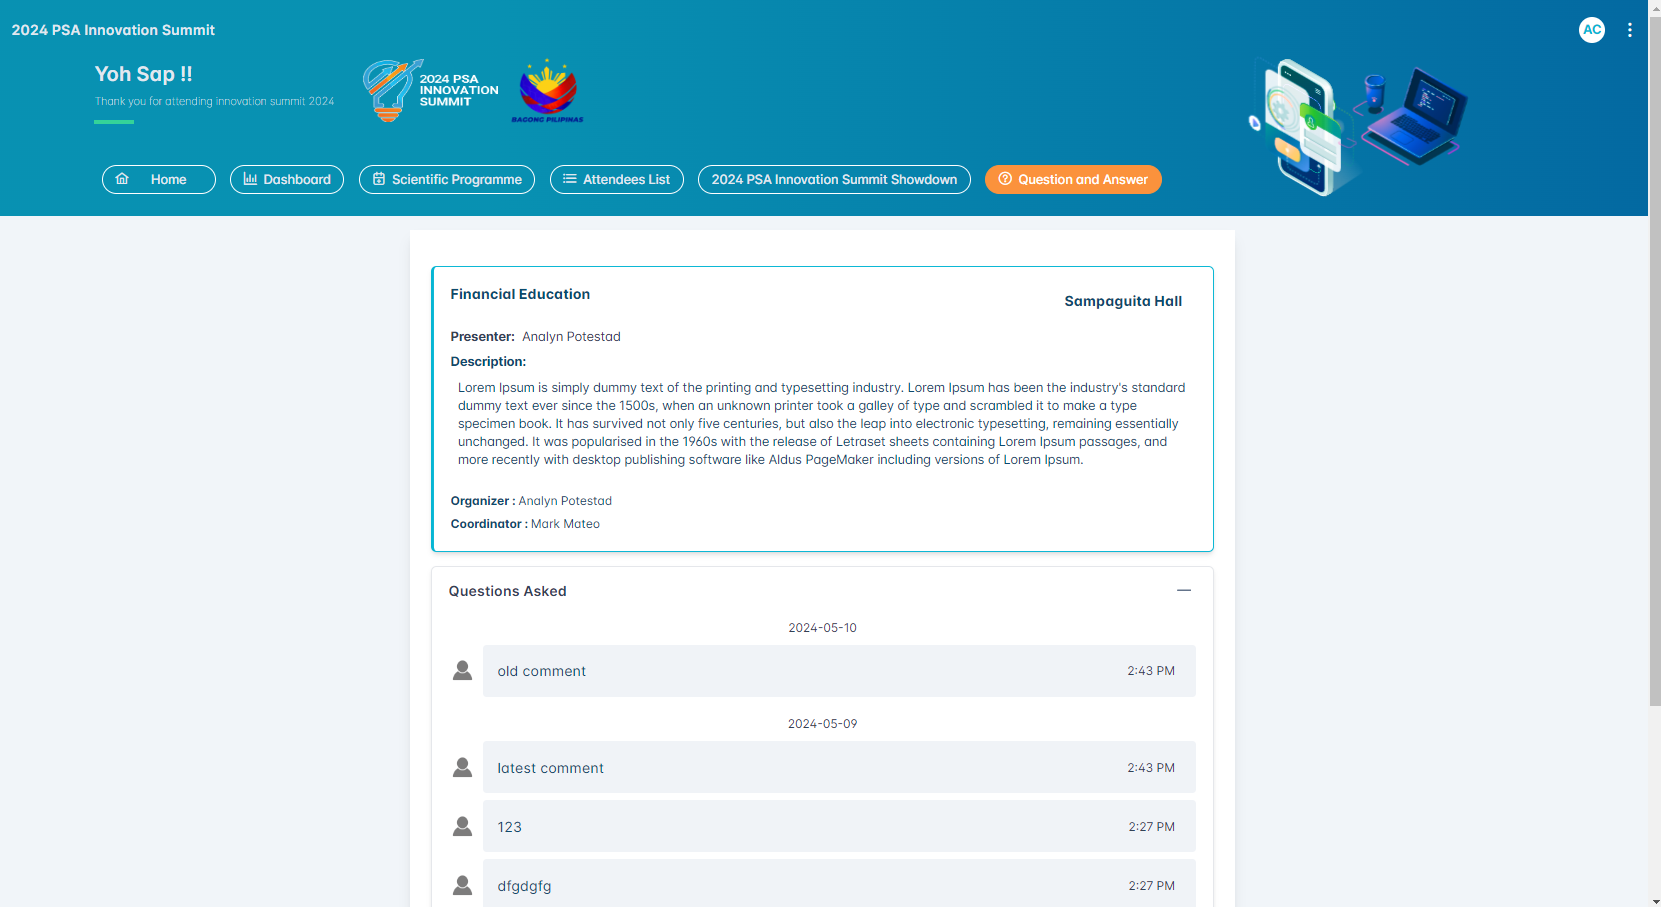 2024 PSA Innovation Summit
AC
Yoh Sap !!
Thank you for attending innovation summit 2024
2024 PSA
INNOVATION
SUMMIT
BAGONG PILIPINAS
Home
Dashboard
Scientific Programme
Attendees List
2024 PSA Innovation Summit Showdown
Question and Answer
Financial Education
Sampaguita Hall
Presenter: Analyn Potestad
Description:
Lorem Ipsum is simply dummy text of the printing and typesetting industry. Lorem Ipsum has been the industry's standard
dummy text ever since the 1500s, when an unknown printer took a galley of type and scrambled it to make a type
specimen book. It has survived not only five centuries, but also the leap into electronic typesetting, remaining essentially
unchanged. It was popularised in the 1960s with the release of Letraset sheets containing Lorem Ipsum passages, and
more recently with desktop publishing software like Aldus PageMaker including versions of Lorem Ipsum.
Organizer : Analyn Potestad
Coordinator : Mark Mateo
Questions Asked
2024-05-10
old comment 2:43 PM
2024-05-09
latest comment 2:43 PM
123 2:27 PM
dfgdgfg 2:27 PM